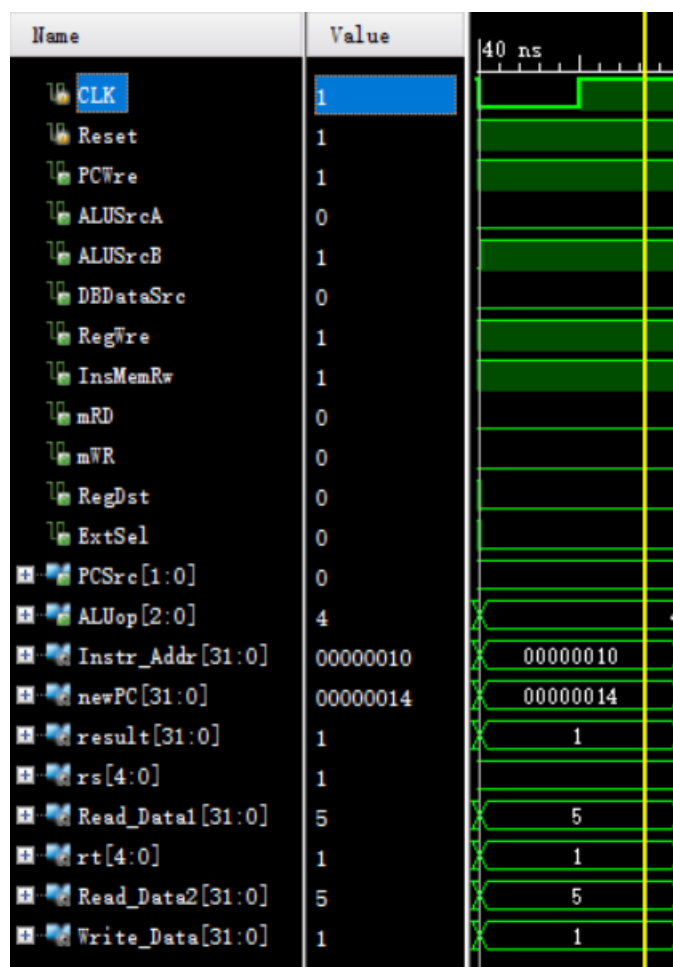 Name Value 40 ns
CLK 1
Reset 1
PCWre 1
ALUSrcA 0
ALUSrcB 1
DBDataSrc 0
RegWre 1
InsMemRw 1
mRD 0
mWR 0
RegDst 0
ExtSel 0
PCSrc[1:0] 0
ALUop[2:0] 4
Instr_Addr[31:0] 00000010 00000010
newPC[31:0] 00000014 00000014
result[31:0] 1 1
rs[4:0] 1
Read_Data1[31:0] 5 5
rt[4:0] 1 1
Read_Data2[31:0] 5 5
Write_Data[31:0] 1 1